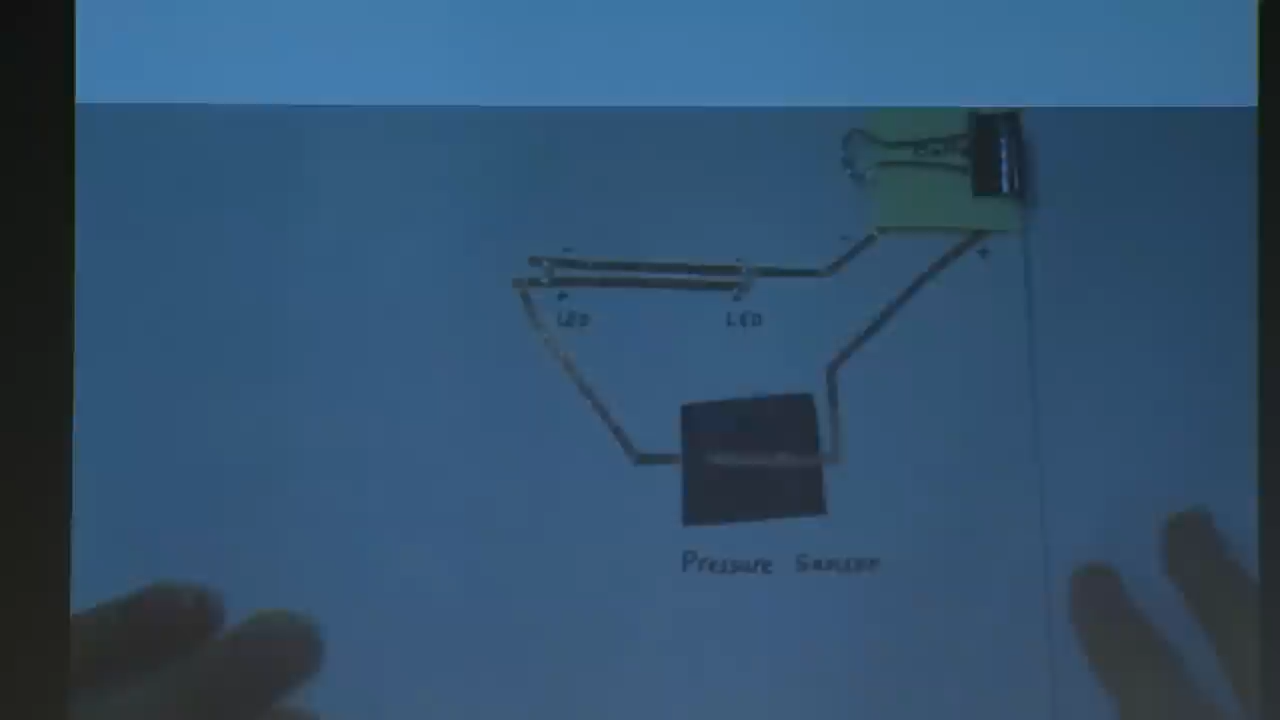 -
-
+
+
LED
LED
Pressure Sensor